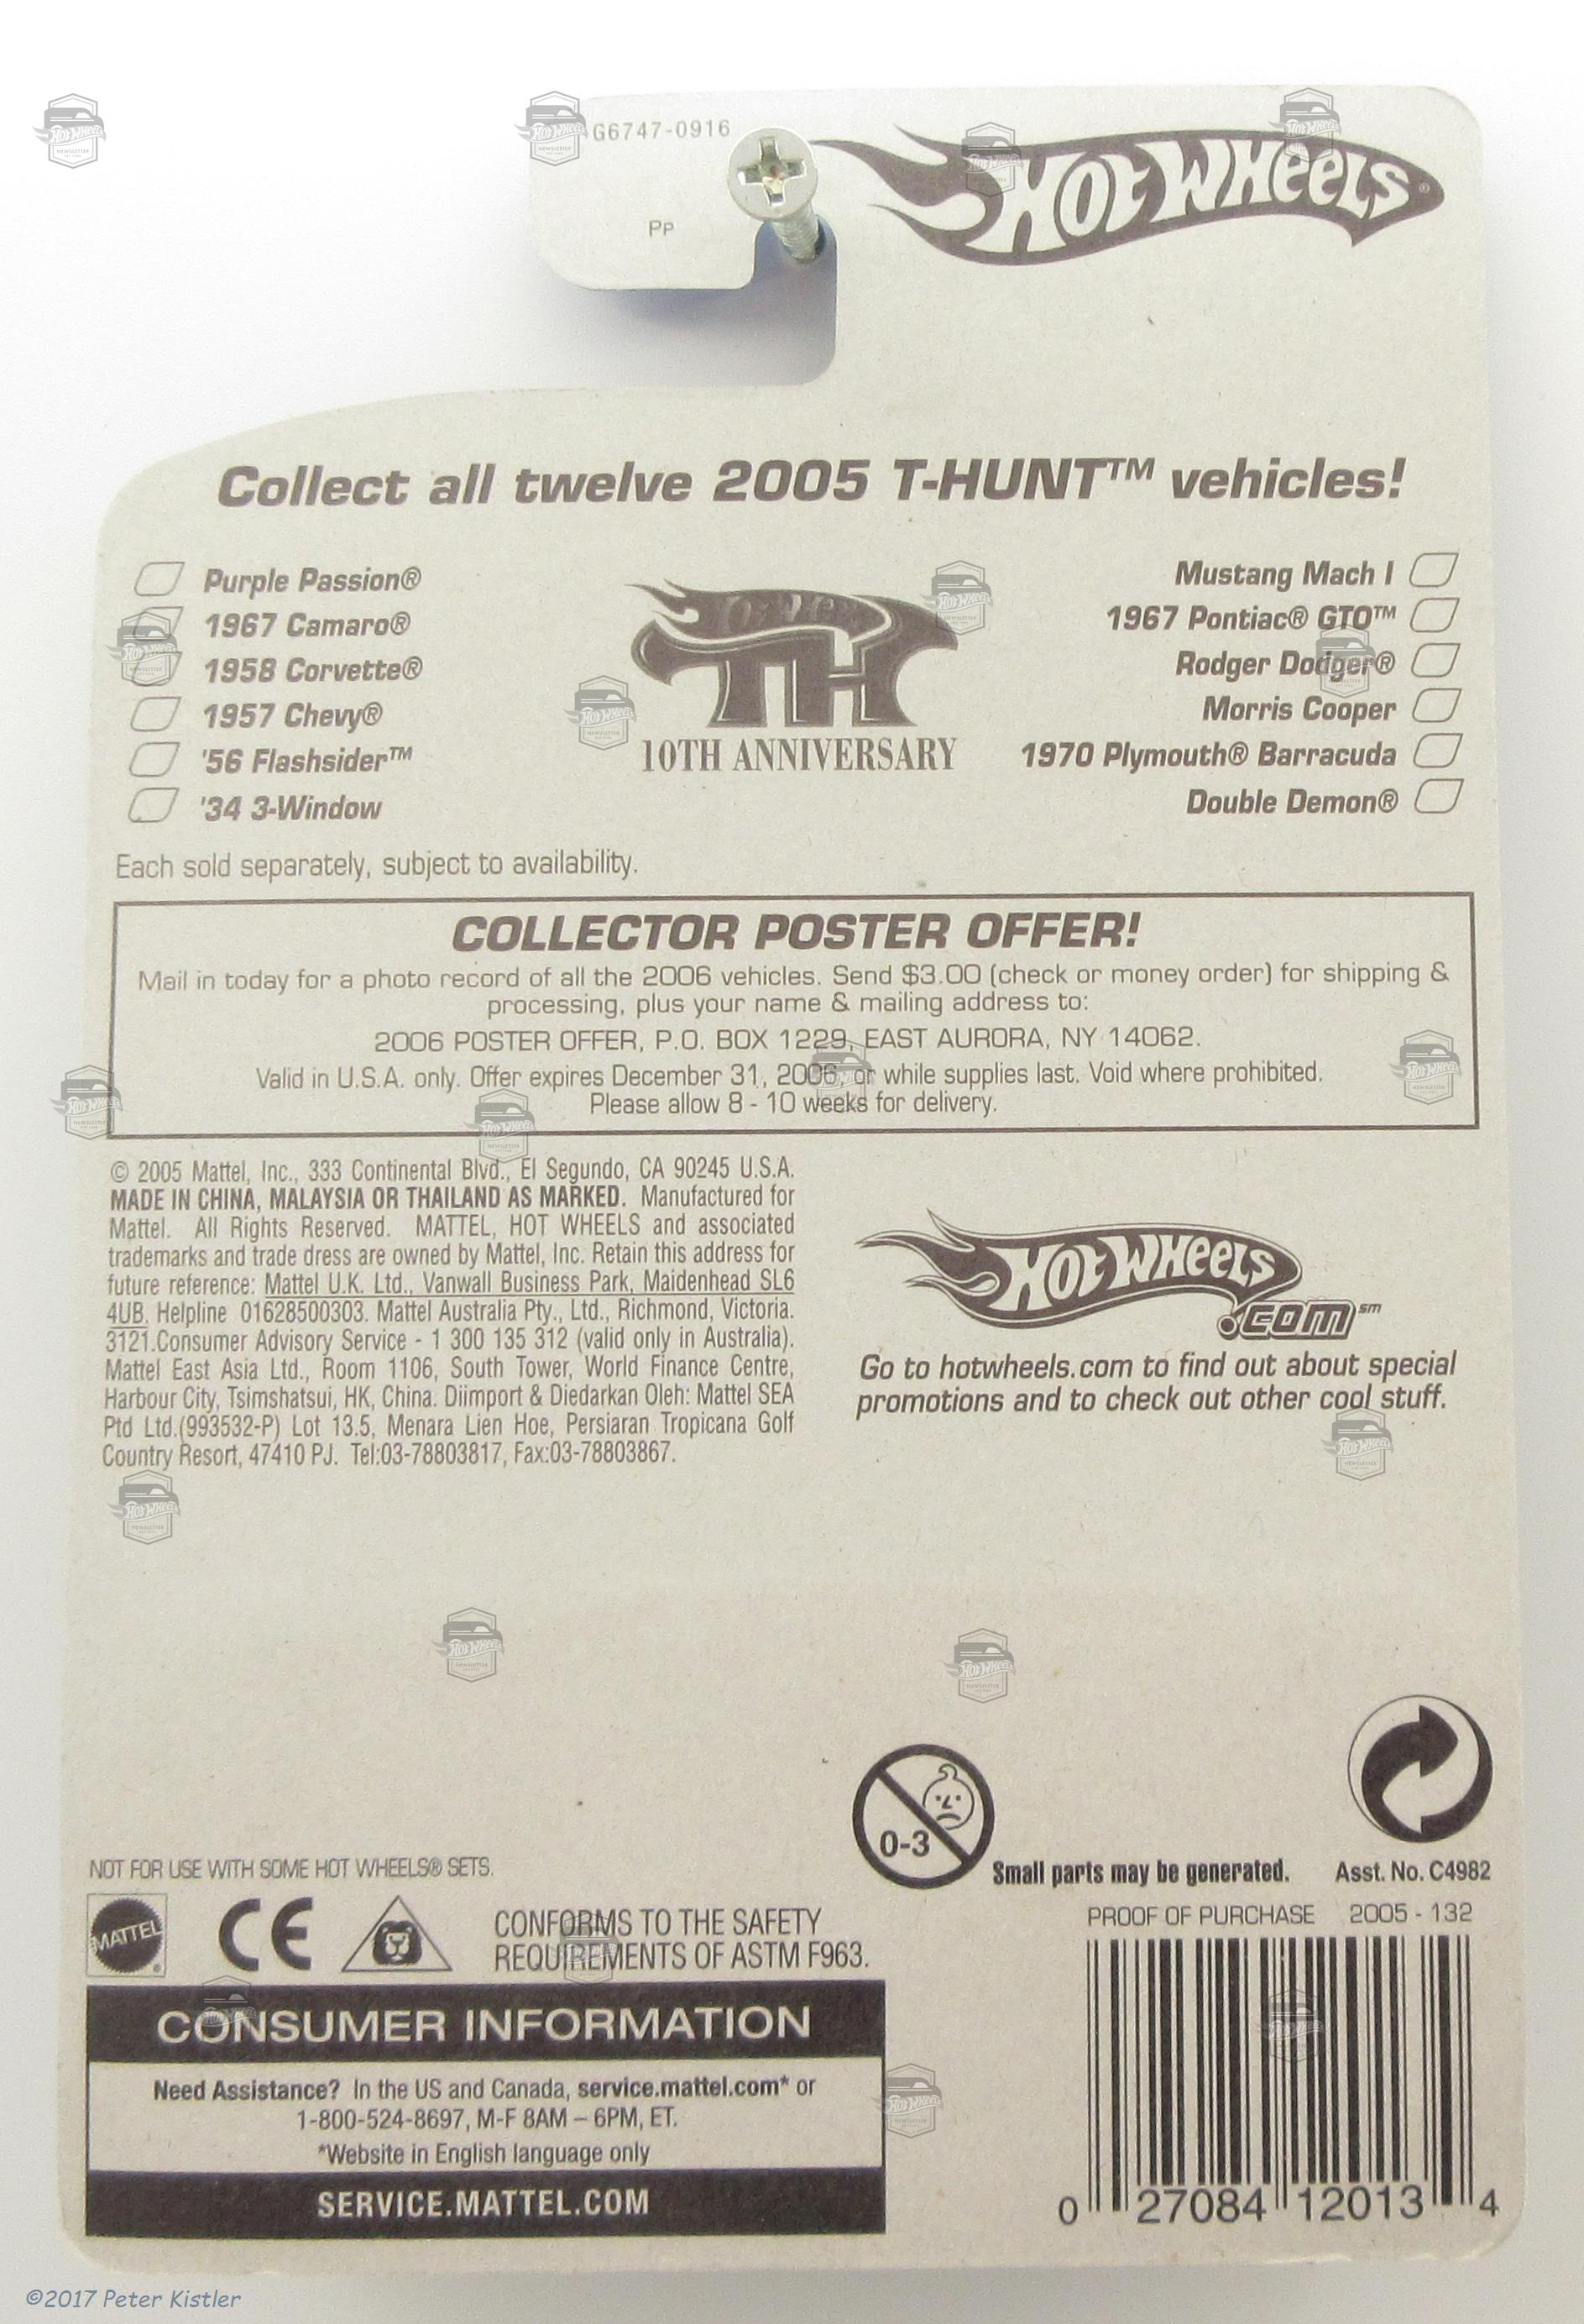 G6747-0916
Pp
HOT WHEELS®
Collect all twelve 2005 T-HUNT™ vehicles!
Purple Passion®
1967 Camaro®
1958 Corvette®
1957 Chevy®
'56 Flashsider™
'34 3-Window
TH
10TH ANNIVERSARY
Mustang Mach I
1967 Pontiac® GTO™
Rodger Dodger®
Morris Cooper
1970 Plymouth® Barracuda
Double Demon®
Each sold separately, subject to availability.
COLLECTOR POSTER OFFER!
Mail in today for a photo record of all the 2006 vehicles. Send $3.00 (check or money order) for shipping &
processing, plus your name & mailing address to:
2006 POSTER OFFER, P.O. BOX 1229, EAST AURORA, NY 14062.
Valid in U.S.A. only. Offer expires December 31, 2006, or while supplies last. Void where prohibited.
Please allow 8 - 10 weeks for delivery.
© 2005 Mattel, Inc., 333 Continental Blvd., El Segundo, CA 90245 U.S.A.
MADE IN CHINA, MALAYSIA OR THAILAND AS MARKED. Manufactured for
Mattel. All Rights Reserved. MATTEL, HOT WHEELS and associated
trademarks and trade dress are owned by Mattel, Inc. Retain this address for
future reference: Mattel U.K. Ltd., Vanwall Business Park, Maidenhead SL6
4UB. Helpline 01628500303. Mattel Australia Pty., Ltd., Richmond, Victoria.
3121.Consumer Advisory Service - 1 300 135 312 (valid only in Australia).
Mattel East Asia Ltd., Room 1106, South Tower, World Finance Centre,
Harbour City, Tsimshatsui, HK, China. Diimport & Diedarkan Oleh: Mattel SEA
Ptd Ltd.(993532-P) Lot 13.5, Menara Lien Hoe, Persiaran Tropicana Golf
Country Resort, 47410 PJ. Tel:03-78803817, Fax:03-78803867.
HOT WHEELS
.COM℠
Go to hotwheels.com to find out about special
promotions and to check out other cool stuff.
0-3
Small parts may be generated.
Asst. No. C4982
NOT FOR USE WITH SOME HOT WHEELS® SETS.
MATTEL®
CE
CONFORMS TO THE SAFETY
REQUIREMENTS OF ASTM F963.
PROOF OF PURCHASE 2005 - 132
CONSUMER INFORMATION
Need Assistance? In the US and Canada, service.mattel.com* or
1-800-524-8697, M-F 8AM – 6PM, ET.
*Website in English language only
SERVICE.MATTEL.COM
0 27084 12013 4
©2017 Peter Kistler